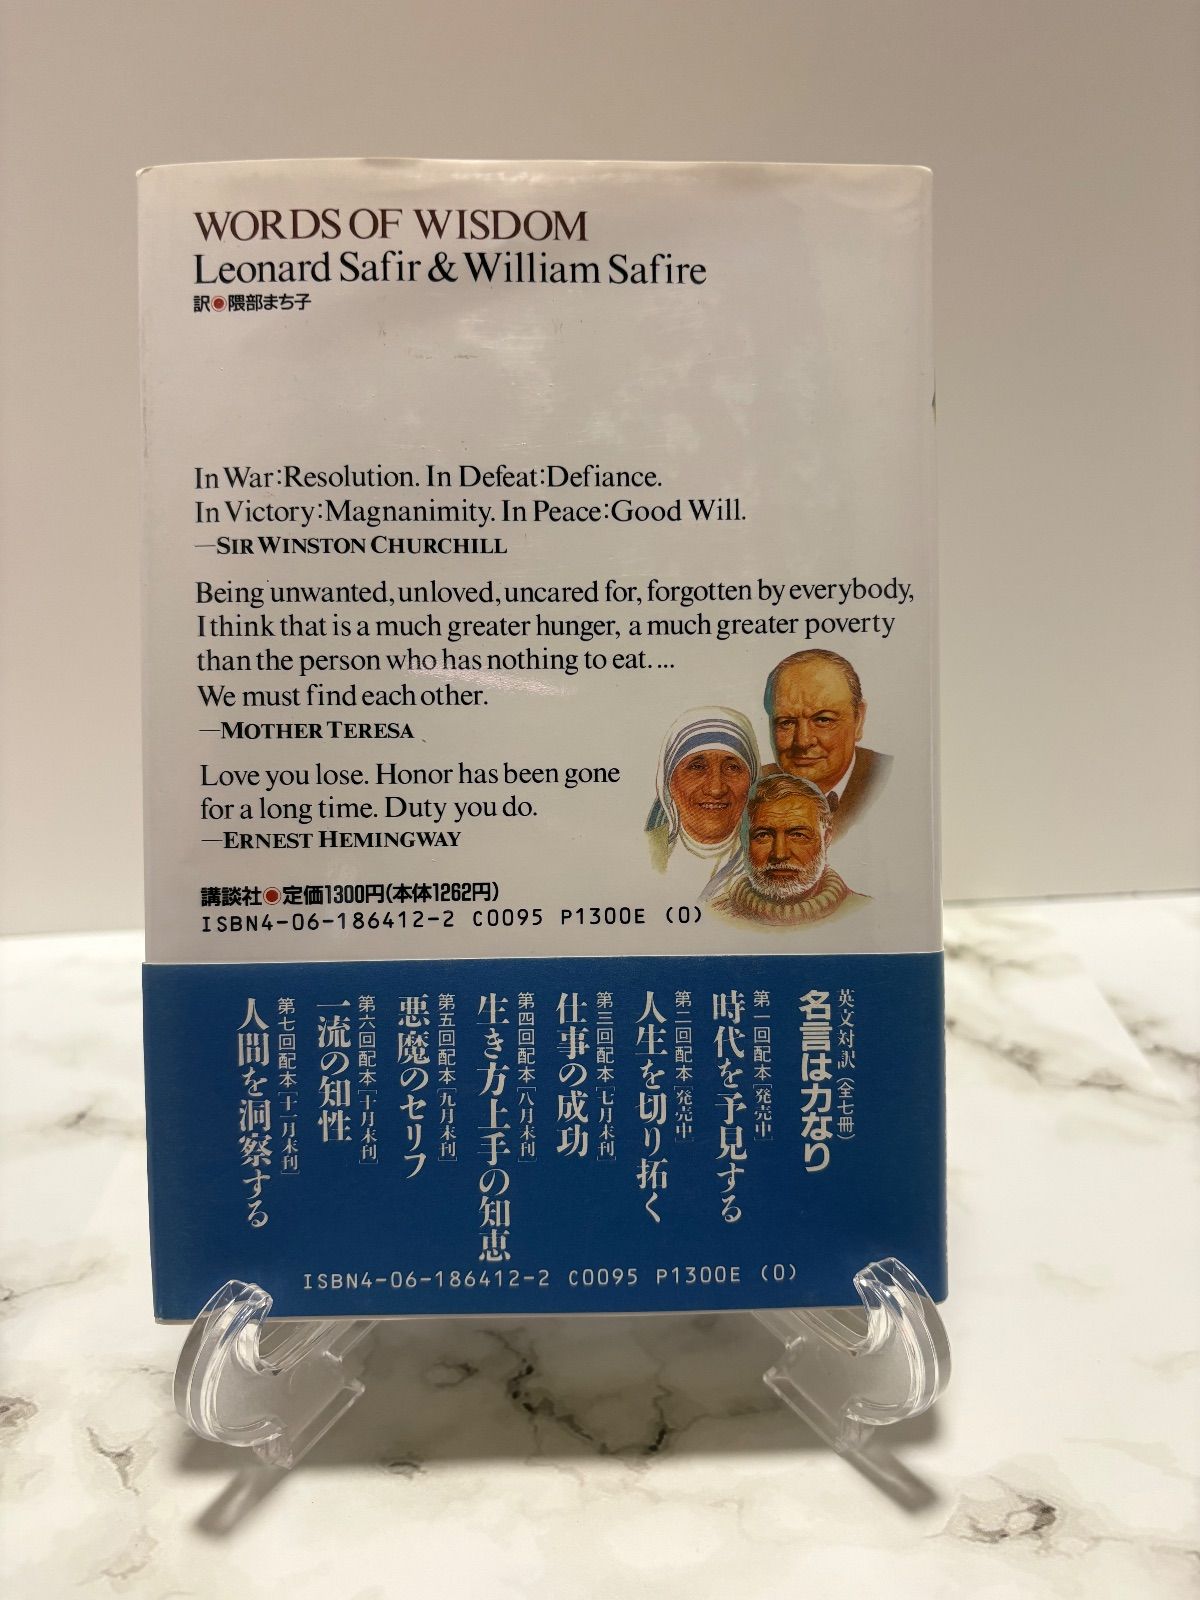 WORDS OF WISDOM
Leonard Safir & William Safire
訳◉隈部まち子
In War:Resolution. In Defeat:Defiance.
In Victory:Magnanimity. In Peace:Good Will.
—SIR WINSTON CHURCHILL
Being unwanted, unloved, uncared for, forgotten by everybody,
I think that is a much greater hunger, a much greater poverty
than the person who has nothing to eat....
We must find each other.
—MOTHER TERESA
Love you lose. Honor has been gone
for a long time. Duty you do.
—ERNEST HEMINGWAY
講談社◉定価1300円(本体1262円)
ISBN4-06-186412-2 C0095 P1300E (0)
英文対訳(全七冊)
名言は力なり
第一回配本[発売中]
時代を予見する
第二回配本[発売中]
人生を切り拓く
第三回配本[七月末刊]
仕事の成功
第四回配本[八月末刊]
生き方上手の知恵
第五回配本[九月末刊]
悪魔のセリフ
第六回配本[十月末刊]
一流の知性
第七回配本[十一月末刊]
人間を洞察する
ISBN4-06-186412-2 C0095 P1300E (0)